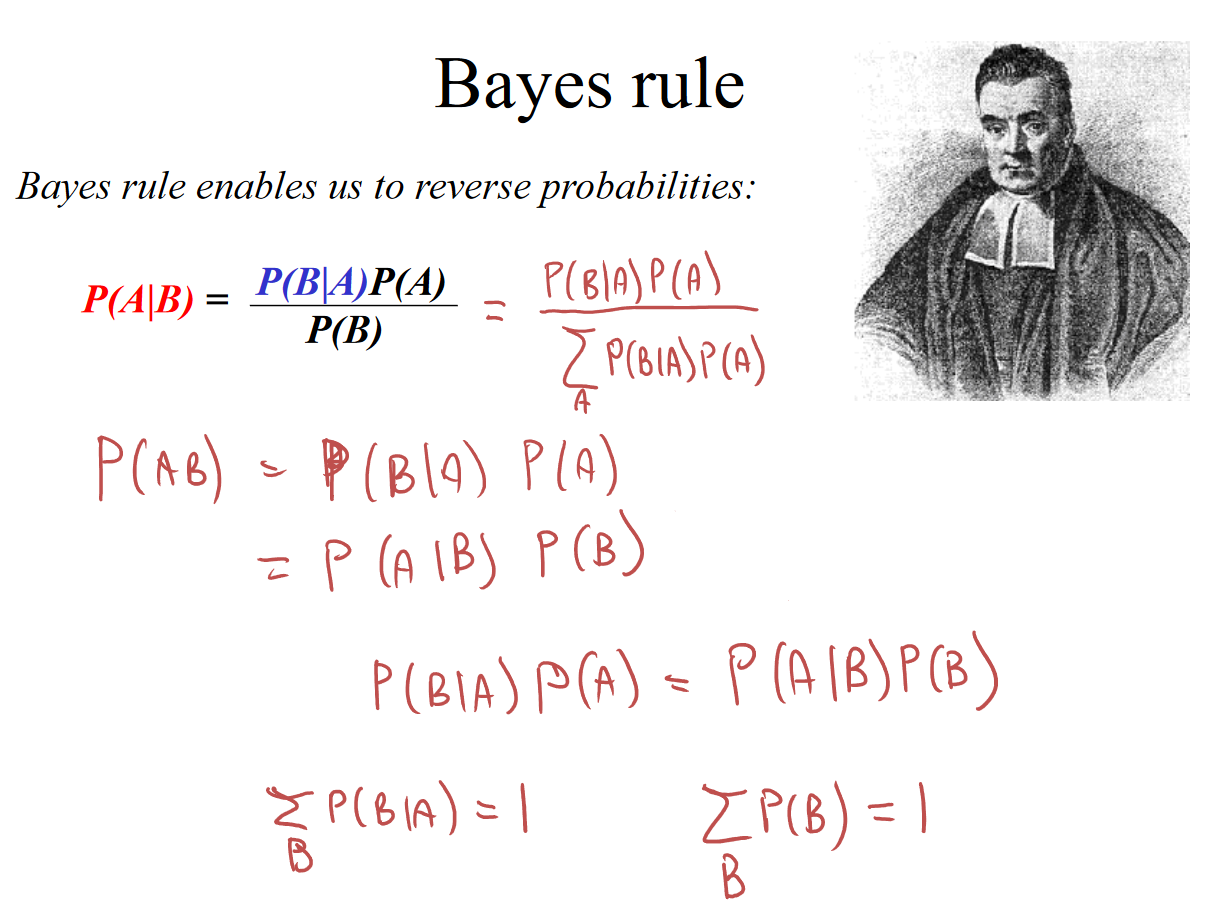 Bayes rule
Bayes rule enables us to reverse probabilities:
P(A|B) = P(B|A)P(A) / P(B) = P(B|A)P(A) / ∑_A P(B|A)P(A)
P(AB) = P(B|A) P(A)
= P(A|B) P(B)
P(B|A) P(A) = P(A|B) P(B)
∑_B P(B|A) = 1 ∑_B P(B) = 1